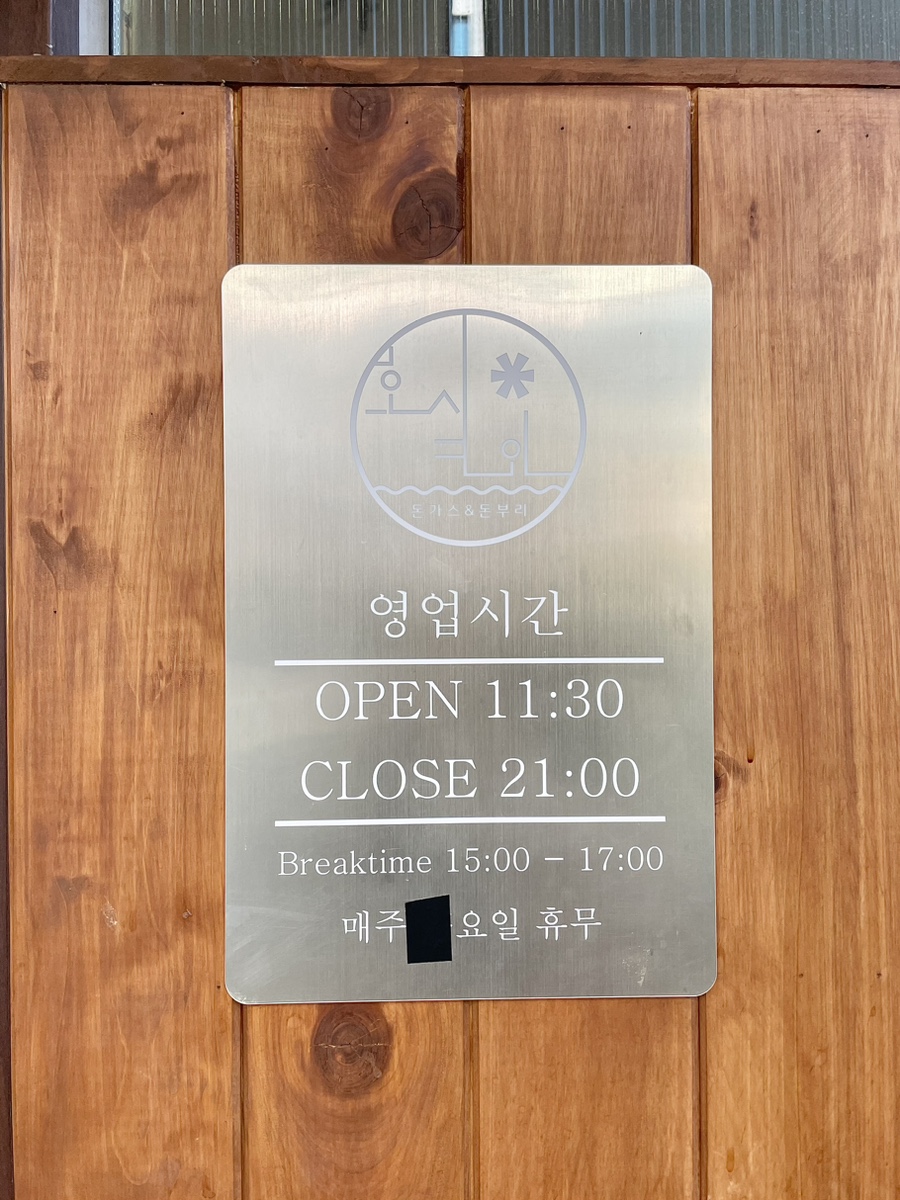 돈카스&돈부리
영업시간
OPEN 11:30
CLOSE 21:00
Breaktime 15:00 - 17:00
매주 요일 휴무